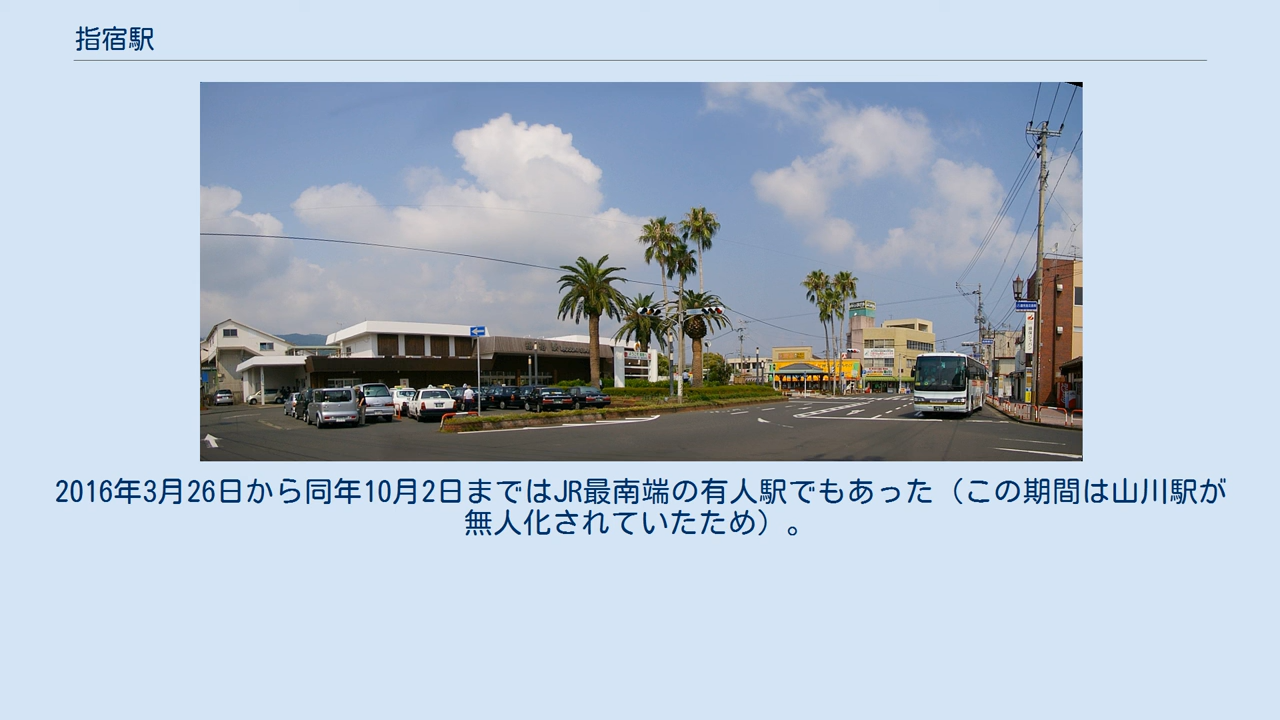 指宿駅
2016年3月26日から同年10月2日まではJR最南端の有人駅でもあった（この期間は山川駅が
無人化されていたため）。